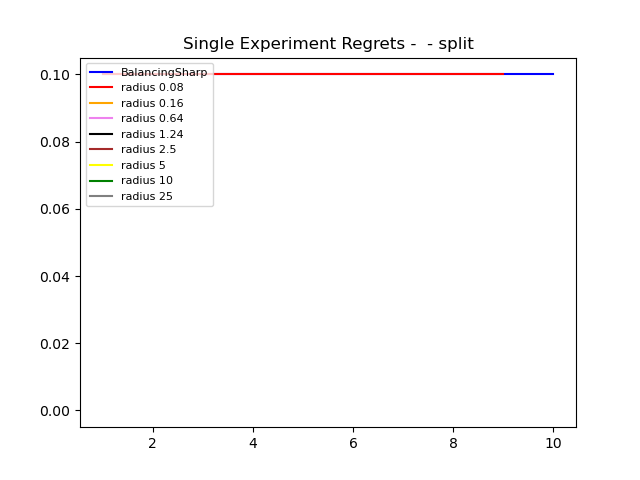 Single Experiment Regrets -  - split
0.10
0.08
0.06
0.04
0.02
0.00
BalancingSharp
radius 0.08
radius 0.16
radius 0.64
radius 1.24
radius 2.5
radius 5
radius 10
radius 25
2 4 6 8 10